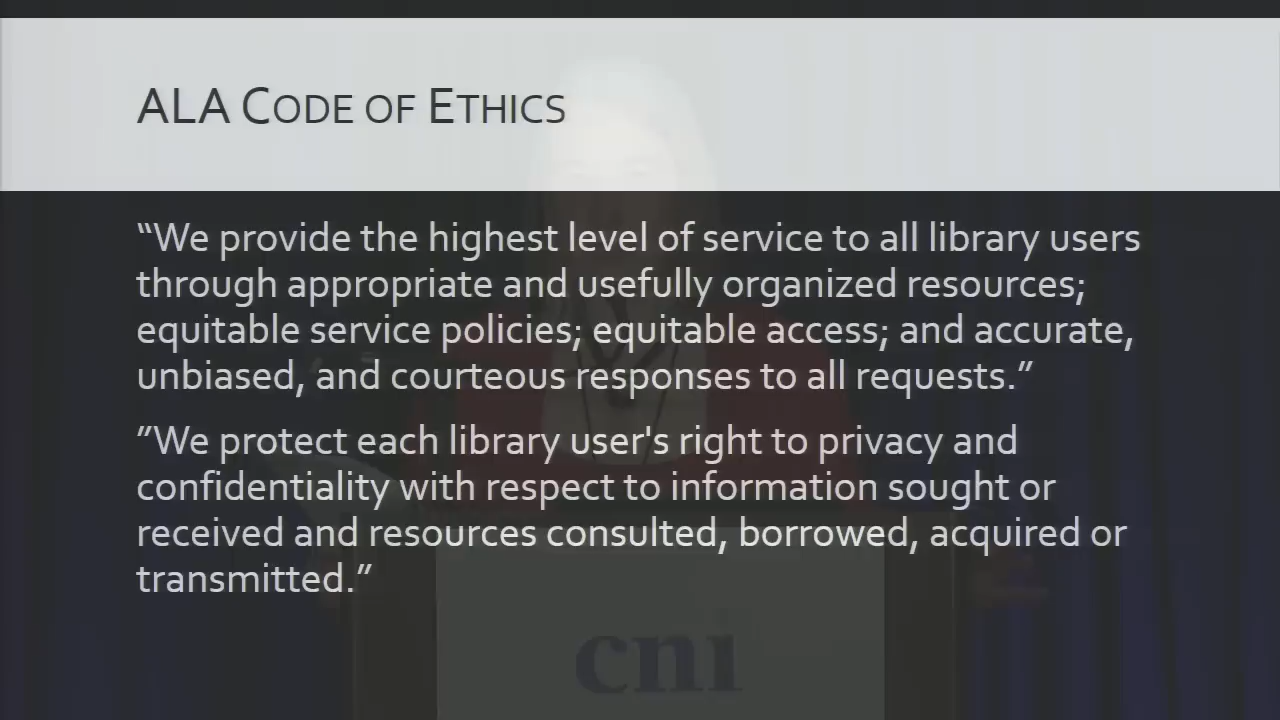 ALA CODE OF ETHICS
“We provide the highest level of service to all library users
through appropriate and usefully organized resources;
equitable service policies; equitable access; and accurate,
unbiased, and courteous responses to all requests.”
”We protect each library user's right to privacy and
confidentiality with respect to information sought or
received and resources consulted, borrowed, acquired or
transmitted.”
cni